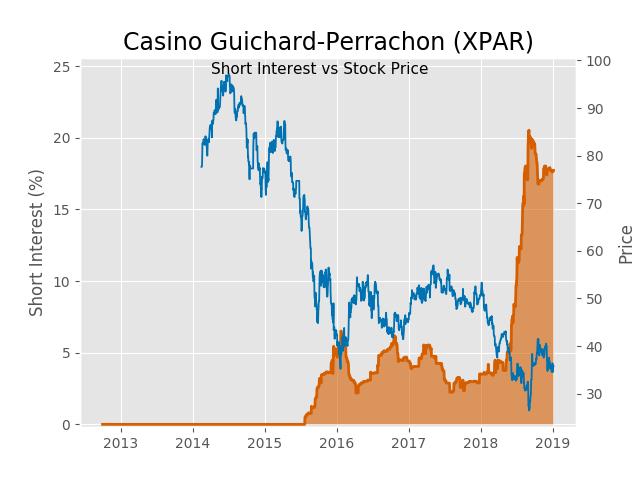 Casino Guichard-Perrachon (XPAR)
Short Interest vs Stock Price
Short Interest (%)
25
20
15
10
5
0
100
90
80
70
60
50
40
30
Price
2013 2014 2015 2016 2017 2018 2019